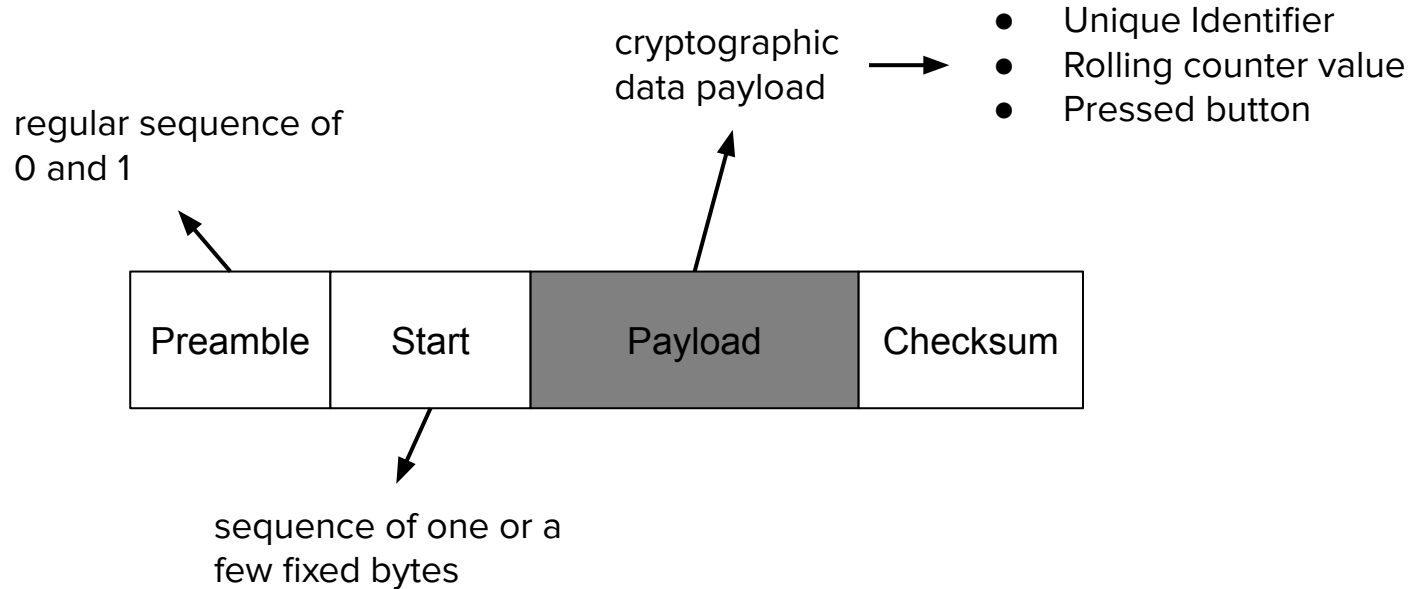 ● Unique Identifier
● Rolling counter value
● Pressed button
cryptographic
data payload
regular sequence of
0 and 1
Preamble
Start
Payload
Checksum
sequence of one or a
few fixed bytes